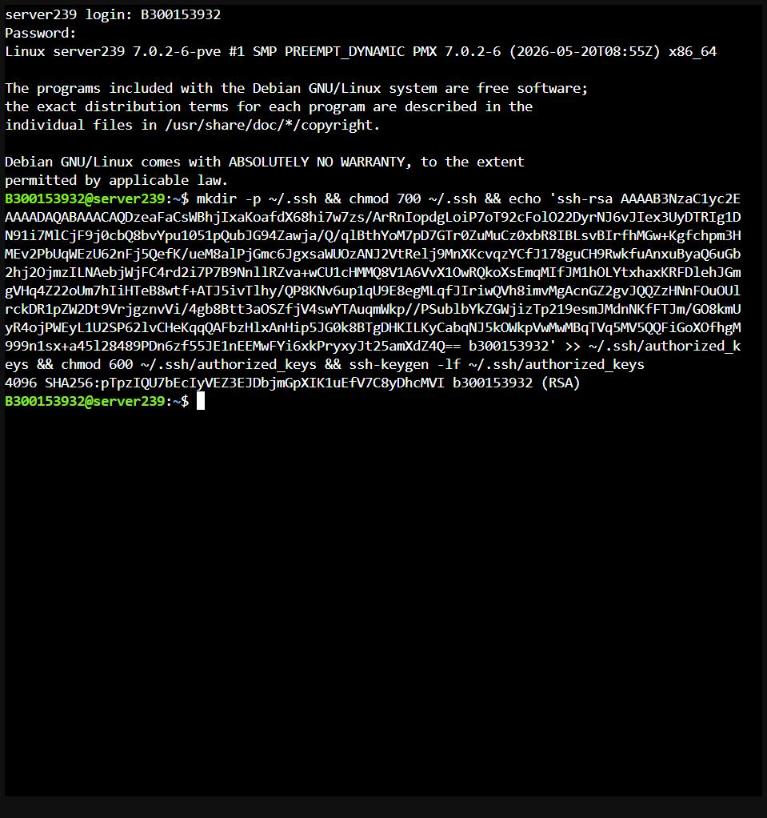 server239 login: B300153932
Password:
Linux server239 7.0.2-6-pve #1 SMP PREEMPT_DYNAMIC PMX 7.0.2-6 (2026-05-20T08:55Z) x86_64
The programs included with the Debian GNU/Linux system are free software;
the exact distribution terms for each program are described in the
individual files in /usr/share/doc/*/copyright.
Debian GNU/Linux comes with ABSOLUTELY NO WARRANTY, to the extent
permitted by applicable law.
B300153932@server239:~$ mkdir -p ~/.ssh && chmod 700 ~/.ssh && echo 'ssh-rsa AAAAB3NzaC1yc2E
AAAADAQABAAACAQDzeaFaCsWBhjIxaKoafdX68hi7w7zs/ArRnIopdgLoiP7oT92cFolO22DyrNJ6vJIex3UyDTRIg1D
N91i7MlCjF9j0cbQ8bvYpu1051pQubJG94Zawja/Q/qlBthYoM7pD7GTr0ZuMuCz0xbR8IBLsvBIrfhMGw+Kgfchpm3H
MEv2PbUqWEzU62nFj5QefK/ueM8alPjGmc6JgxsaWUOzANJ2VtRelj9MnXKcvqzYCfJ178guCH9RwkfuAnxuByaQ6uGb
2hj2OjmzILNAebjWjFC4rd2i7P7B9NnllRZva+wCU1cHMMQ8V1A6VvX1OwRQkoXsEmqMIfJM1hOLYtxhaxKRFDlehJGm
gVHq4Z22oUm7hIiHTeB8wtf+ATJ5ivTlhy/QP8KNv6up1qU9E8egMLqfJIriwQVh8imvMgAcnGZ2gvJQQZzHNnFOuOUl
rckDR1pZW2Dt9VrjgznvVi/4gb8Btt3aOSZfjV4swYTAuqmWkp//PSublbYkZGWjizTp219esmJMdnNKfFTJm/GO8kmU
yR4ojPWEyL1U2SP62lvCHeKqqQAFbzHlxAnHip5JG0k8BTgDHKILKyCabqNJ5kOWkpVwMwMBqTVq5MV5QQFiGoXOfhgM
999n1sx+a45l28489PDn6zf55JE1nEEMwFYi6xkPryxyJt25amXdZ4Q== b300153932' >> ~/.ssh/authorized_k
eys && chmod 600 ~/.ssh/authorized_keys && ssh-keygen -lf ~/.ssh/authorized_keys
4096 SHA256:pTpzIQU7bEcIyVEZ3EJDbjmGpXIK1uEfV7C8yDhcMVI b300153932 (RSA)
B300153932@server239:~$